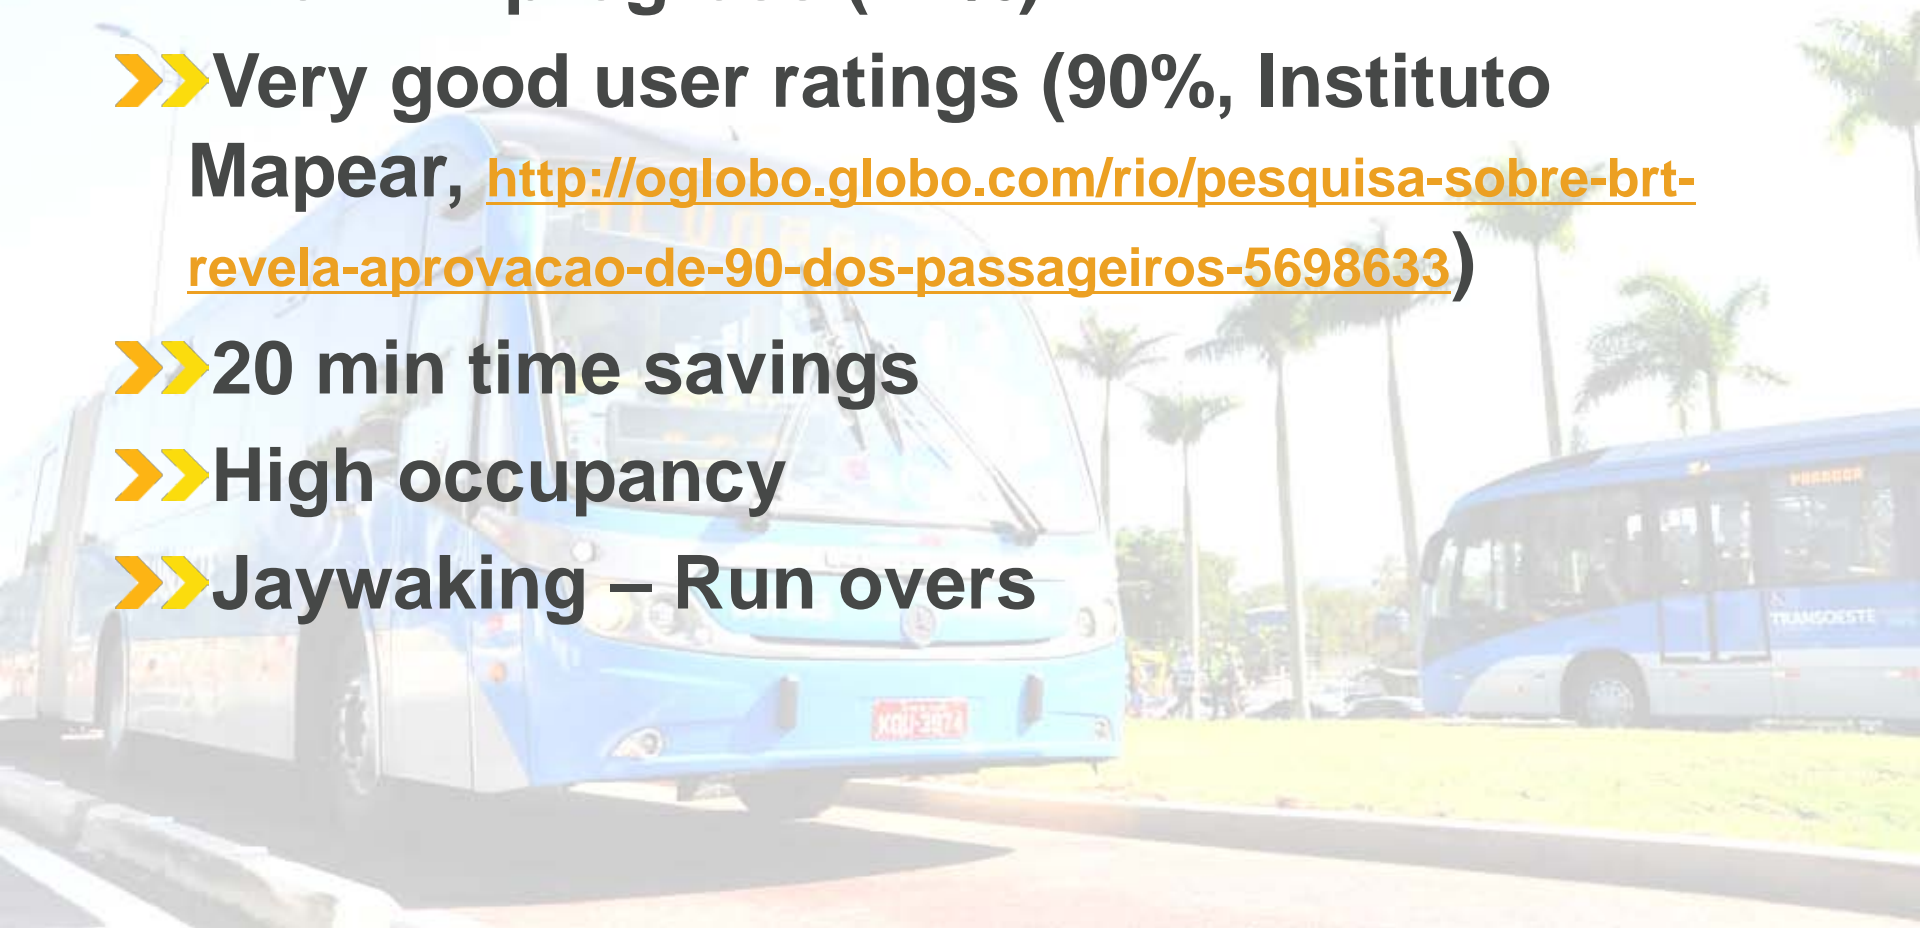 Very good user ratings (90%, Instituto
Mapear, http://oglobo.globo.com/rio/pesquisa-sobre-brt-
revela-aprovacao-de-90-dos-passageiros-5698633)
20 min time savings
High occupancy
Jaywaking – Run overs
TRANSOESTE